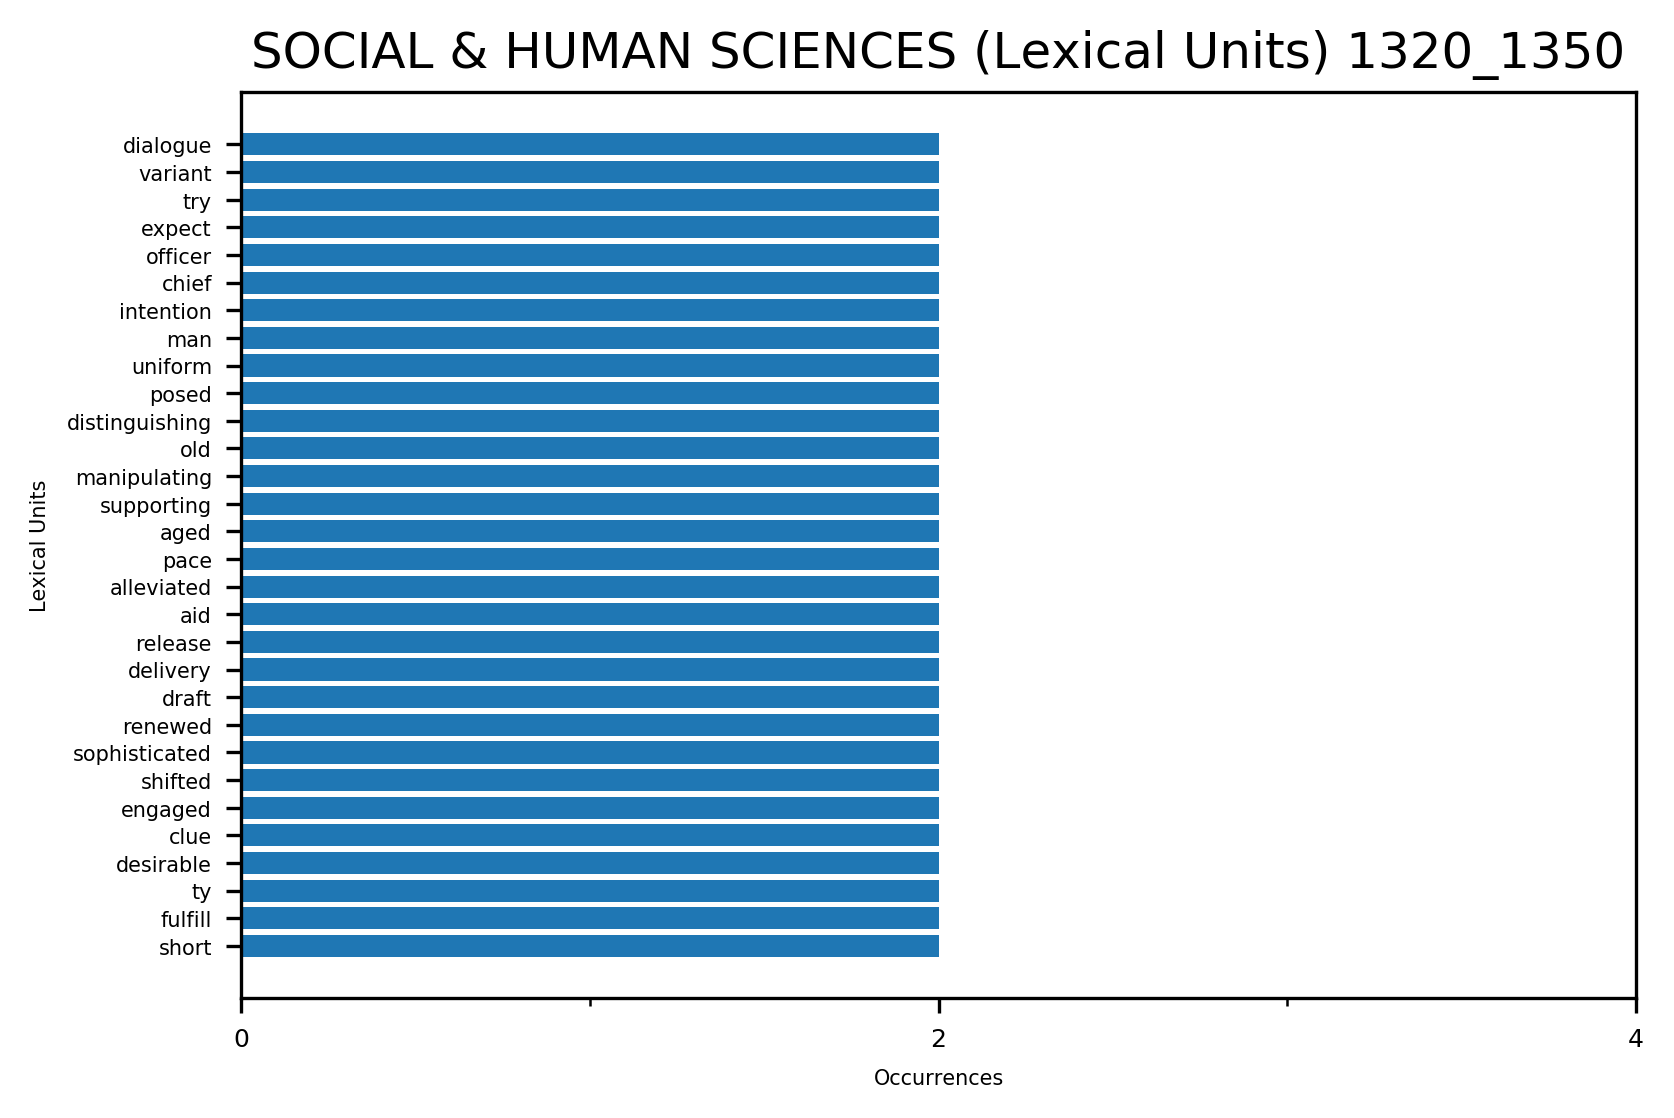 SOCIAL & HUMAN SCIENCES (Lexical Units) 1320_1350
Lexical Units
dialogue
variant
try
expect
officer
chief
intention
man
uniform
posed
distinguishing
old
manipulating
supporting
aged
pace
alleviated
aid
release
delivery
draft
renewed
sophisticated
shifted
engaged
clue
desirable
ty
fulfill
short
0 2 4
Occurrences